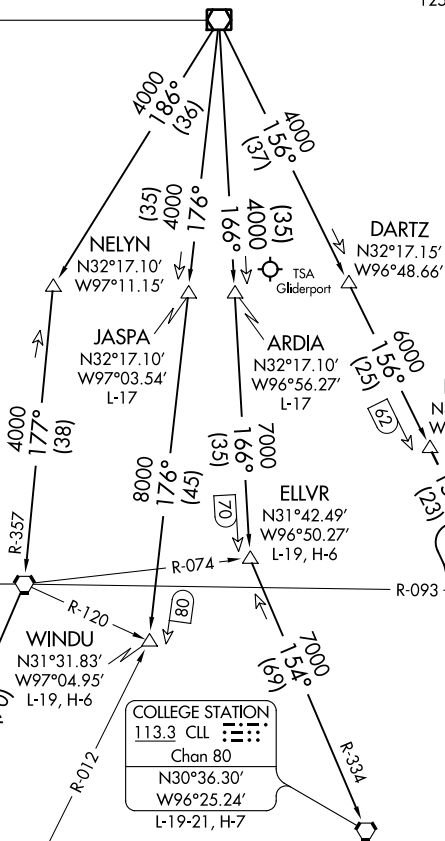 4000
186°
(36)
(35)
4000
176°
166°
4000
(35)
4000
156°
(37)
NELYN
N32°17.10'
W97°11.15'
JASPA
N32°17.10'
W97°03.54'
L-17
TSA
Gliderport
ARDIA
N32°17.10'
W96°56.27'
L-17
DARTZ
N32°17.15'
W96°48.66'
6000
156°
(25)
62
N
W
(23)
4000
177°
(38)
R-357
8000
176°
(45)
7000
166°
(35)
70
ELLVR
N31°42.49'
W96°50.27'
L-19, H-6
R-074
R-093
R-120
80
WINDU
N31°31.83'
W97°04.95'
L-19, H-6
R-012
7000
154°
(69)
R-334
COLLEGE STATION
113.3 CLL
Chan 80
N30°36.30'
W96°25.24'
L-19-21, H-7